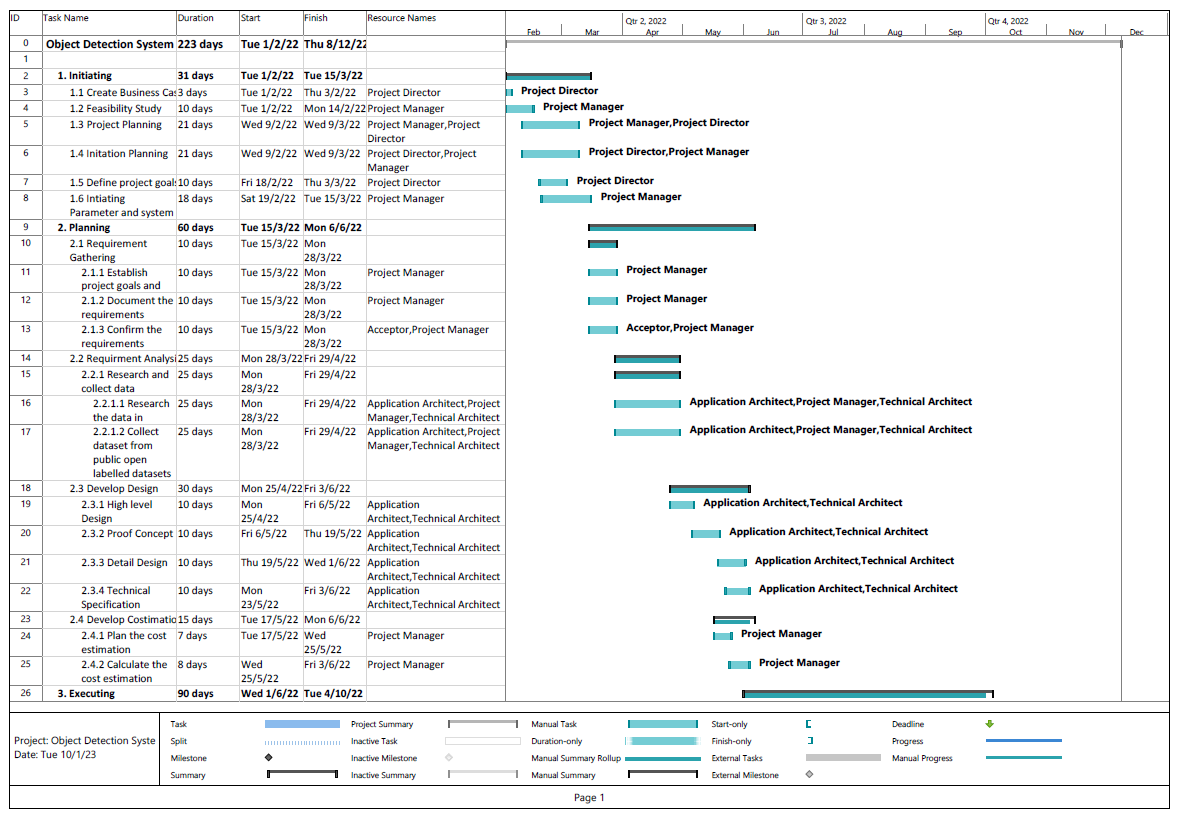 ID Task Name Duration Start Finish Resource Names Qtr 2, 2022 Qtr 3, 2022 Qtr 4, 2022
Feb Mar Apr May Jun Jul Aug Sep Oct Nov Dec
0 Object Detection System 223 days Tue 1/2/22 Thu 8/12/22
1
2 1. Initiating 31 days Tue 1/2/22 Tue 15/3/22
3 1.1 Create Business Cas 3 days Tue 1/2/22 Thu 3/2/22 Project Director Project Director
4 1.2 Feasibility Study 10 days Tue 1/2/22 Mon 14/2/22 Project Manager Project Manager
5 1.3 Project Planning 21 days Wed 9/2/22 Wed 9/3/22 Project Manager,Project Project Manager,Project Director
Director
6 1.4 Initation Planning 21 days Wed 9/2/22 Wed 9/3/22 Project Director,Project Project Director,Project Manager
Manager
7 1.5 Define project goals 10 days Fri 18/2/22 Thu 3/3/22 Project Director Project Director
8 1.6 Intiating 18 days Sat 19/2/22 Tue 15/3/22 Project Manager Project Manager
Parameter and system
9 2. Planning 60 days Tue 15/3/22 Mon 6/6/22
10 2.1 Requirement 10 days Tue 15/3/22 Mon
Gathering 28/3/22
11 2.1.1 Establish 10 days Tue 15/3/22 Mon Project Manager Project Manager
project goals and 28/3/22
12 2.1.2 Document the 10 days Tue 15/3/22 Mon Project Manager Project Manager
requirements 28/3/22
13 2.1.3 Confirm the 10 days Tue 15/3/22 Mon Acceptor,Project Manager Acceptor,Project Manager
requirements 28/3/22
14 2.2 Requirment Analysi 25 days Mon 28/3/22 Fri 29/4/22
15 2.2.1 Research and 25 days Mon Fri 29/4/22
collect data 28/3/22
16 2.2.1.1 Research 25 days Mon Fri 29/4/22 Application Architect,Project Application Architect,Project Manager,Technical Architect
the data in 28/3/22 Manager,Technical Architect
17 2.2.1.2 Collect 25 days Mon Fri 29/4/22 Application Architect,Project Application Architect,Project Manager,Technical Architect
dataset from 28/3/22 Manager,Technical Architect
public open
labelled datasets
18 2.3 Develop Design 30 days Mon 25/4/22 Fri 3/6/22
19 2.3.1 High level 10 days Mon Fri 6/5/22 Application Application Architect,Technical Architect
Design 25/4/22 Architect,Technical Architect
20 2.3.2 Proof Concept 10 days Fri 6/5/22 Thu 19/5/22 Application Application Architect,Technical Architect
Architect,Technical Architect
21 2.3.3 Detail Design 10 days Thu 19/5/22 Wed 1/6/22 Application Application Architect,Technical Architect
Architect,Technical Architect
22 2.3.4 Technical 10 days Mon Fri 3/6/22 Application Application Architect,Technical Architect
Specification 23/5/22 Architect,Technical Architect
23 2.4 Develop Costimatio 15 days Tue 17/5/22 Mon 6/6/22
24 2.4.1 Plan the cost 7 days Tue 17/5/22 Wed Project Manager Project Manager
estimation 25/5/22
25 2.4.2 Calculate the 8 days Wed Fri 3/6/22 Project Manager Project Manager
cost estimation 25/5/22
26 3. Executing 90 days Wed 1/6/22 Tue 4/10/22
Project: Object Detection Syste
Date: Tue 10/1/23
Task Project Summary Manual Task Start-only Deadline
Split Inactive Task Duration-only Finish-only Progress
Milestone Inactive Milestone Manual Summary Rollup External Tasks Manual Progress
Summary Inactive Summary Manual Summary External Milestone
Page 1